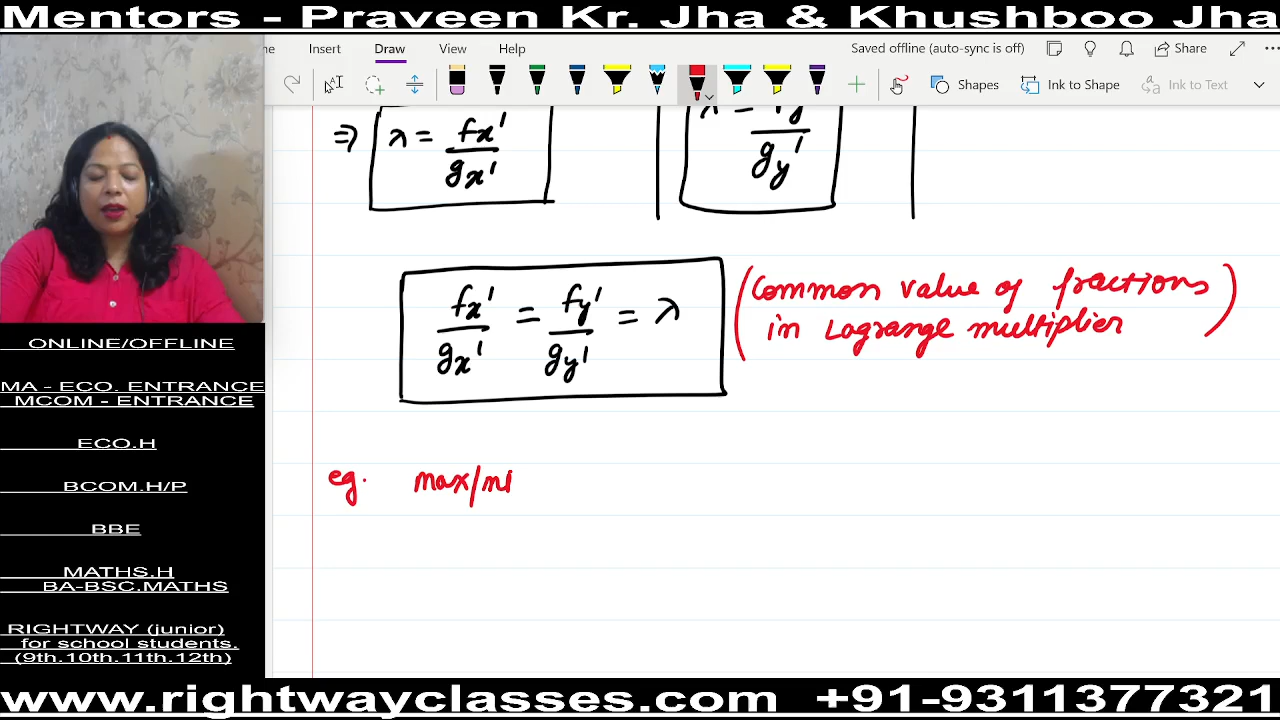 Mentors - Praveen Kr. Jha & Khushboo Jha
Insert Draw View Help
Saved offline (auto-sync is off) Share
Shapes Ink to Shape Ink to Text
⇒ λ = fx' / gx'
λ = fy / gy'
fx' / gx' = fy' / gy' = λ
(Common value of fractions
in Lagrange multiplier)
eg. max/mi
ONLINE/OFFLINE
MA - ECO. ENTRANCE
MCOM - ENTRANCE
ECO.H
BCOM.H/P
BBE
MATHS.H
BA-BSC.MATHS
RIGHTWAY (junior)
for school students.
(9th.10th.11th.12th)
www.rightwayclasses.com +91-9311377321